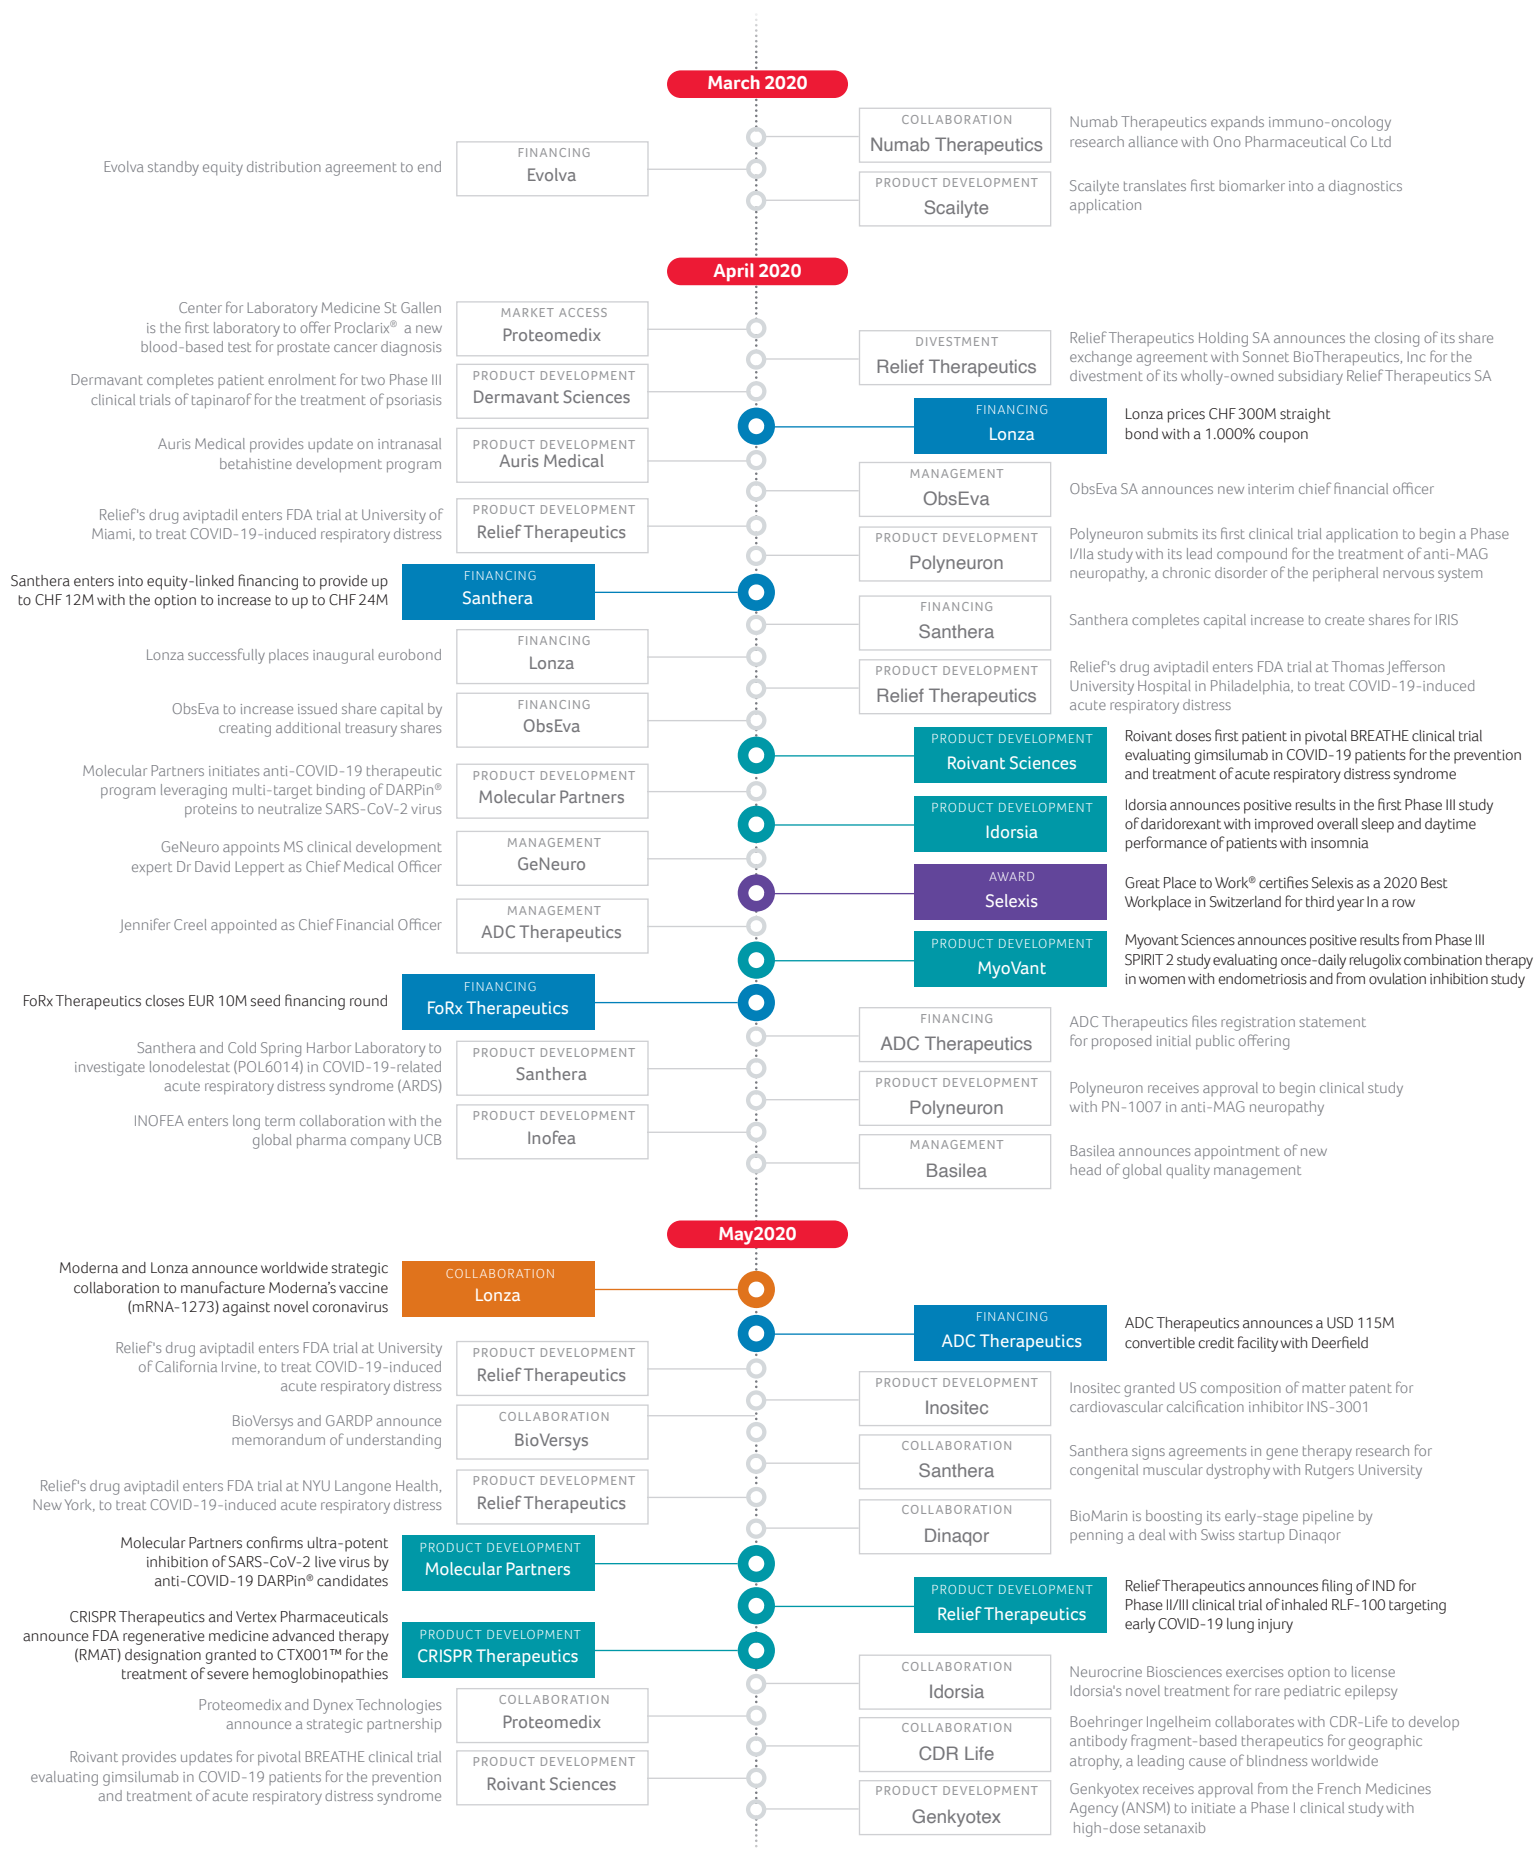 March 2020
COLLABORATION
Numab Therapeutics
Numab Therapeutics expands immuno-oncology
research alliance with Ono Pharmaceutical Co Ltd
Evolva standby equity distribution agreement to end
FINANCING
Evolva
PRODUCT DEVELOPMENT
Scailyte
Scailyte translates first biomarker into a diagnostics
application
April 2020
Center for Laboratory Medicine St Gallen
is the first laboratory to offer Proclarix® a new
blood-based test for prostate cancer diagnosis
MARKET ACCESS
Proteomedix
DIVESTMENT
Relief Therapeutics
Relief Therapeutics Holding SA announces the closing of its share
exchange agreement with Sonnet BioTherapeutics, Inc for the
divestment of its wholly-owned subsidiary Relief Therapeutics SA
Dermavant completes patient enrolment for two Phase III
clinical trials of tapinarof for the treatment of psoriasis
PRODUCT DEVELOPMENT
Dermavant Sciences
FINANCING
Lonza
Lonza prices CHF 300M straight
bond with a 1.000% coupon
Auris Medical provides update on intranasal
betahistine development program
PRODUCT DEVELOPMENT
Auris Medical
MANAGEMENT
ObsEva
ObsEva SA announces new interim chief financial officer
Relief's drug aviptadil enters FDA trial at University of
Miami, to treat COVID-19-induced respiratory distress
PRODUCT DEVELOPMENT
Relief Therapeutics
PRODUCT DEVELOPMENT
Polyneuron
Polyneuron submits its first clinical trial application to begin a Phase
I/IIa study with its lead compound for the treatment of anti-MAG
neuropathy, a chronic disorder of the peripheral nervous system
Santhera enters into equity-linked financing to provide up
to CHF 12M with the option to increase to up to CHF 24M
FINANCING
Santhera
FINANCING
Santhera
Santhera completes capital increase to create shares for IRIS
Lonza successfully places inaugural eurobond
FINANCING
Lonza
PRODUCT DEVELOPMENT
Relief Therapeutics
Relief's drug aviptadil enters FDA trial at Thomas Jefferson
University Hospital in Philadelphia, to treat COVID-19-induced
acute respiratory distress
ObsEva to increase issued share capital by
creating additional treasury shares
FINANCING
ObsEva
PRODUCT DEVELOPMENT
Roivant Sciences
Roivant doses first patient in pivotal BREATHE clinical trial
evaluating gimsilumab in COVID-19 patients for the prevention
and treatment of acute respiratory distress syndrome
Molecular Partners initiates anti-COVID-19 therapeutic
program leveraging multi-target binding of DARPin®
proteins to neutralize SARS-CoV-2 virus
PRODUCT DEVELOPMENT
Molecular Partners
PRODUCT DEVELOPMENT
Idorsia
Idorsia announces positive results in the first Phase III study
of daridorexant with improved overall sleep and daytime
performance of patients with insomnia
GeNeuro appoints MS clinical development
expert Dr David Leppert as Chief Medical Officer
MANAGEMENT
GeNeuro
AWARD
Selexis
Great Place to Work® certifies Selexis as a 2020 Best
Workplace in Switzerland for third year In a row
Jennifer Creel appointed as Chief Financial Officer
MANAGEMENT
ADC Therapeutics
PRODUCT DEVELOPMENT
MyoVant
Myovant Sciences announces positive results from Phase III
SPIRIT 2 study evaluating once-daily relugolix combination therapy
in women with endometriosis and from ovulation inhibition study
FoRx Therapeutics closes EUR 10M seed financing round
FINANCING
FoRx Therapeutics
FINANCING
ADC Therapeutics
ADC Therapeutics files registration statement
for proposed initial public offering
Santhera and Cold Spring Harbor Laboratory to
investigate lonodelestat (POL6014) in COVID-19-related
acute respiratory distress syndrome (ARDS)
PRODUCT DEVELOPMENT
Santhera
PRODUCT DEVELOPMENT
Polyneuron
Polyneuron receives approval to begin clinical study
with PN-1007 in anti-MAG neuropathy
INOFEA enters long term collaboration with the
global pharma company UCB
PRODUCT DEVELOPMENT
Inofea
MANAGEMENT
Basilea
Basilea announces appointment of new
head of global quality management
May2020
Moderna and Lonza announce worldwide strategic
collaboration to manufacture Moderna's vaccine
(mRNA-1273) against novel coronavirus
COLLABORATION
Lonza
FINANCING
ADC Therapeutics
ADC Therapeutics announces a USD 115M
convertible credit facility with Deerfield
Relief's drug aviptadil enters FDA trial at University
of California Irvine, to treat COVID-19-induced
acute respiratory distress
PRODUCT DEVELOPMENT
Relief Therapeutics
PRODUCT DEVELOPMENT
Inositec
Inositec granted US composition of matter patent for
cardiovascular calcification inhibitor INS-3001
BioVersys and GARDP announce
memorandum of understanding
COLLABORATION
BioVersys
COLLABORATION
Santhera
Santhera signs agreements in gene therapy research for
congenital muscular dystrophy with Rutgers University
Relief's drug aviptadil enters FDA trial at NYU Langone Health,
New York, to treat COVID-19-induced acute respiratory distress
PRODUCT DEVELOPMENT
Relief Therapeutics
COLLABORATION
Dinaqor
BioMarin is boosting its early-stage pipeline by
penning a deal with Swiss startup Dinaqor
Molecular Partners confirms ultra-potent
inhibition of SARS-CoV-2 live virus by
anti-COVID-19 DARPin® candidates
PRODUCT DEVELOPMENT
Molecular Partners
PRODUCT DEVELOPMENT
Relief Therapeutics
Relief Therapeutics announces filing of IND for
Phase II/III clinical trial of inhaled RLF-100 targeting
early COVID-19 lung injury
CRISPR Therapeutics and Vertex Pharmaceuticals
announce FDA regenerative medicine advanced therapy
(RMAT) designation granted to CTX001™ for the
treatment of severe hemoglobinopathies
PRODUCT DEVELOPMENT
CRISPR Therapeutics
COLLABORATION
Idorsia
Neurocrine Biosciences exercises option to license
Idorsia's novel treatment for rare pediatric epilepsy
Proteomedix and Dynex Technologies
announce a strategic partnership
COLLABORATION
Proteomedix
COLLABORATION
CDR Life
Boehringer Ingelheim collaborates with CDR-Life to develop
antibody fragment-based therapeutics for geographic
atrophy, a leading cause of blindness worldwide
Roivant provides updates for pivotal BREATHE clinical trial
evaluating gimsilumab in COVID-19 patients for the prevention
and treatment of acute respiratory distress syndrome
PRODUCT DEVELOPMENT
Roivant Sciences
PRODUCT DEVELOPMENT
Genkyotex
Genkyotex receives approval from the French Medicines
Agency (ANSM) to initiate a Phase I clinical study with
high-dose setanaxib